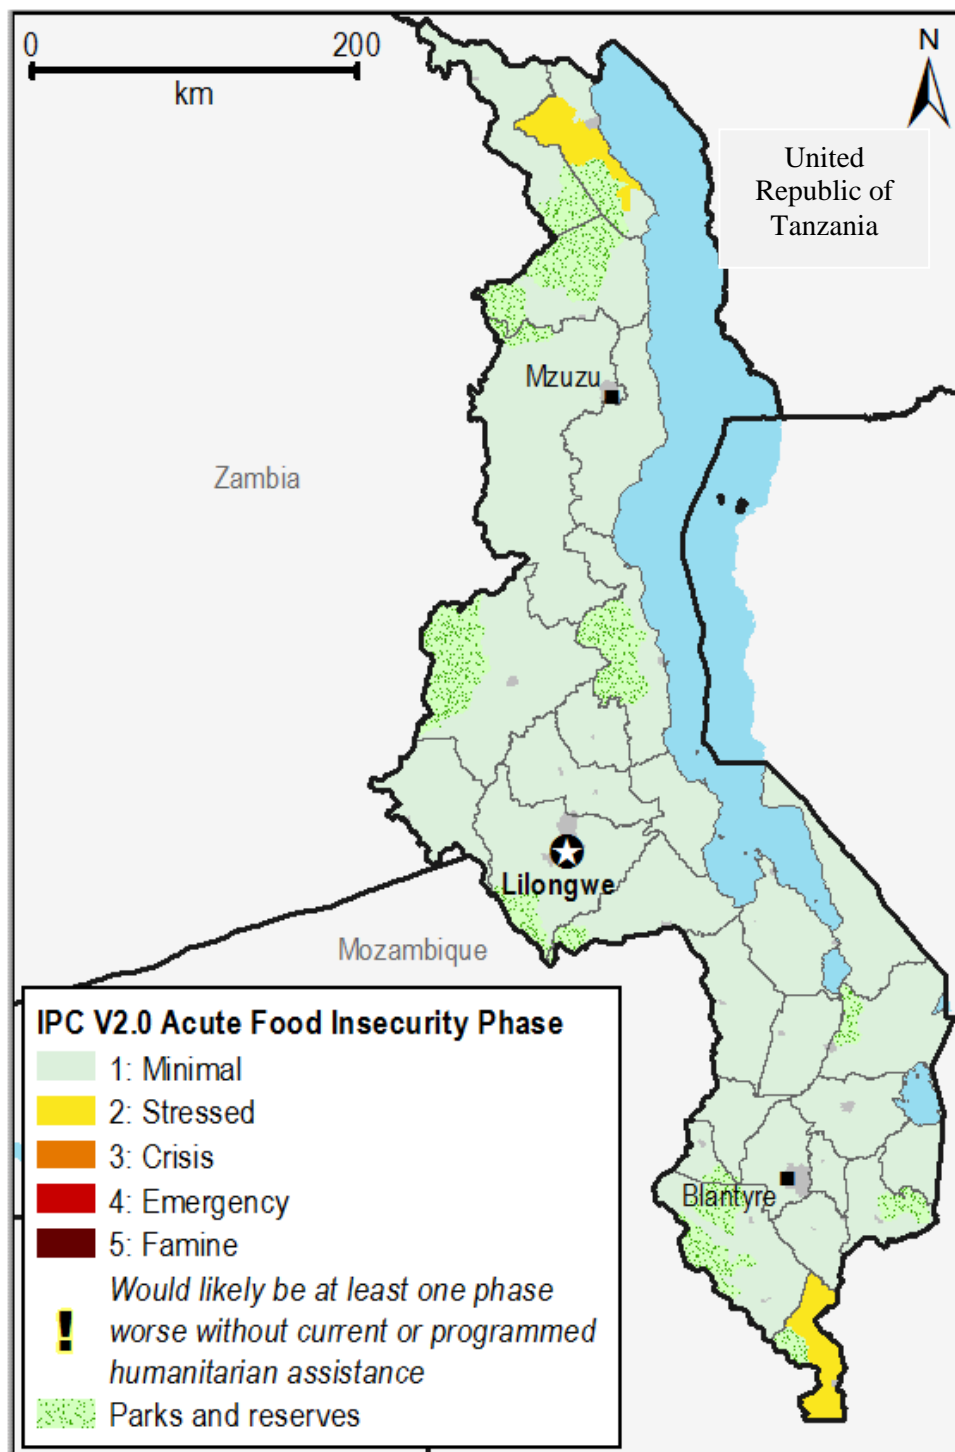 0 200
km
N
United
Republic of
Tanzania
Mzuzu
Zambia
Lilongwe
Mozambique
Blantyre
IPC V2.0 Acute Food Insecurity Phase
1: Minimal
2: Stressed
3: Crisis
4: Emergency
5: Famine
! Would likely be at least one phase
worse without current or programmed
humanitarian assistance
Parks and reserves